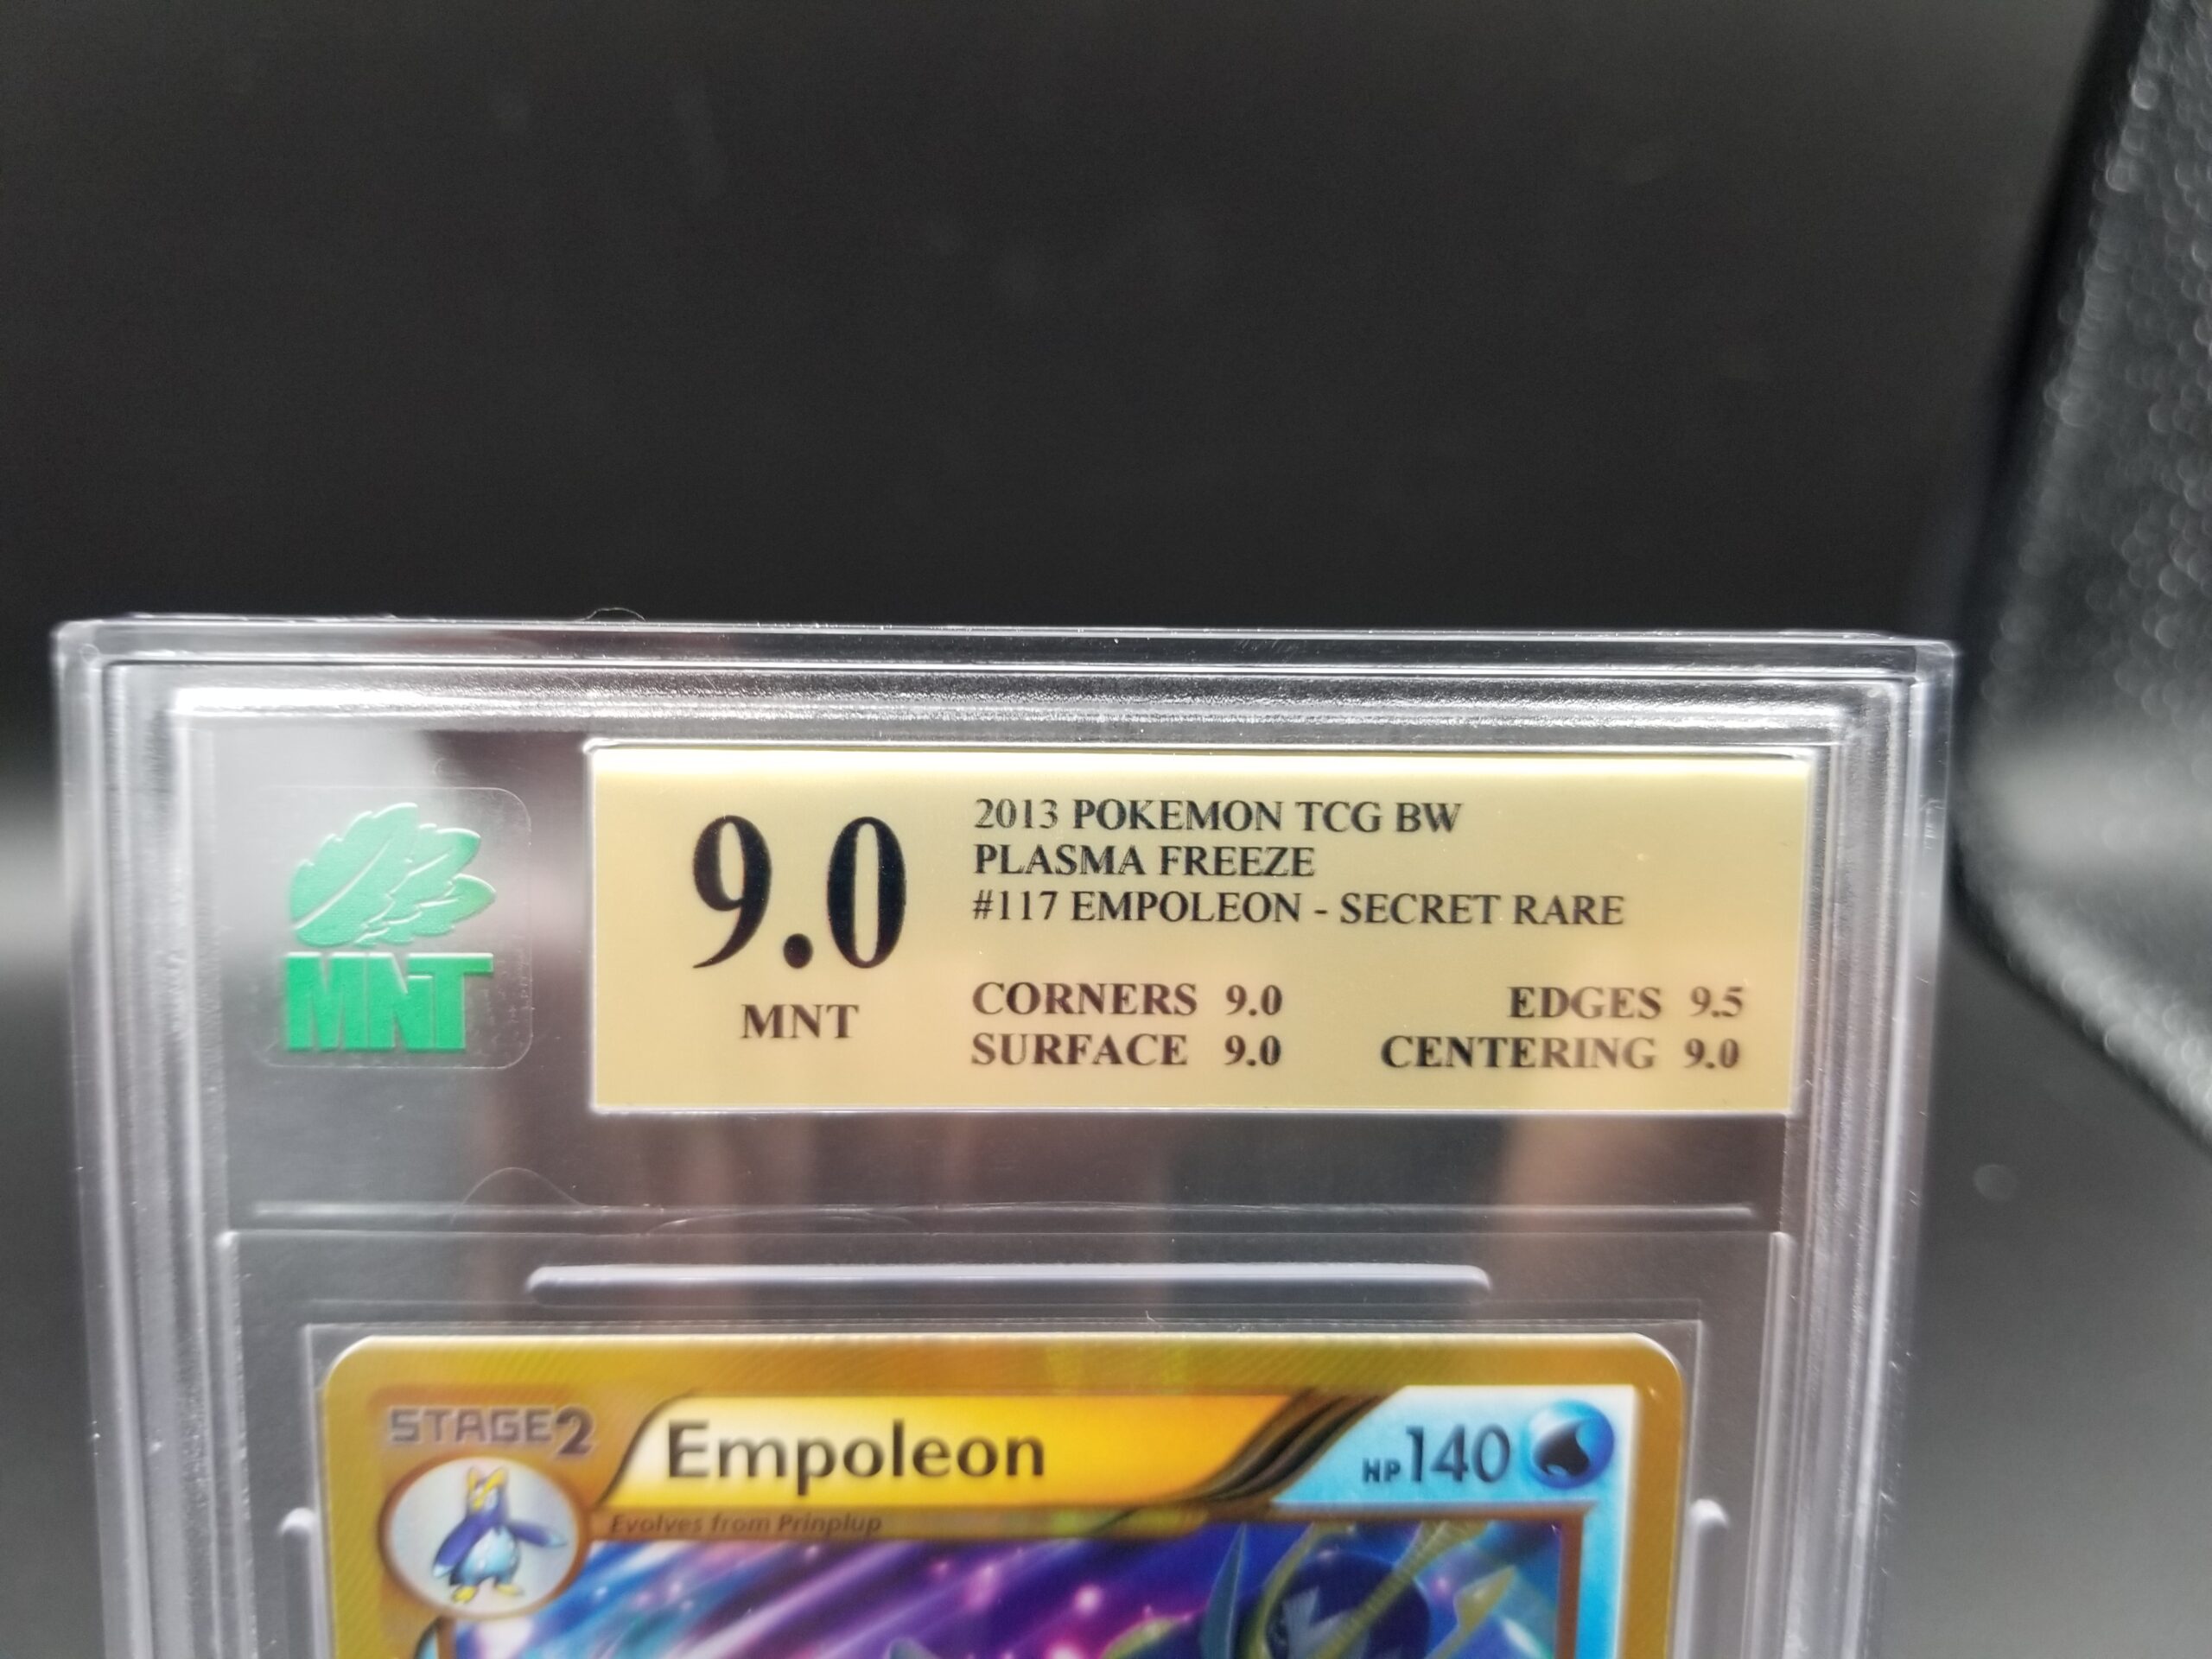 MNT
9.0
MNT
2013 POKEMON TCG BW
PLASMA FREEZE
#117 EMPOLEON - SECRET RARE
CORNERS 9.0 EDGES 9.5
SURFACE 9.0 CENTERING 9.0
STAGE2
Empoleon
HP140
Evolves from Prinplup